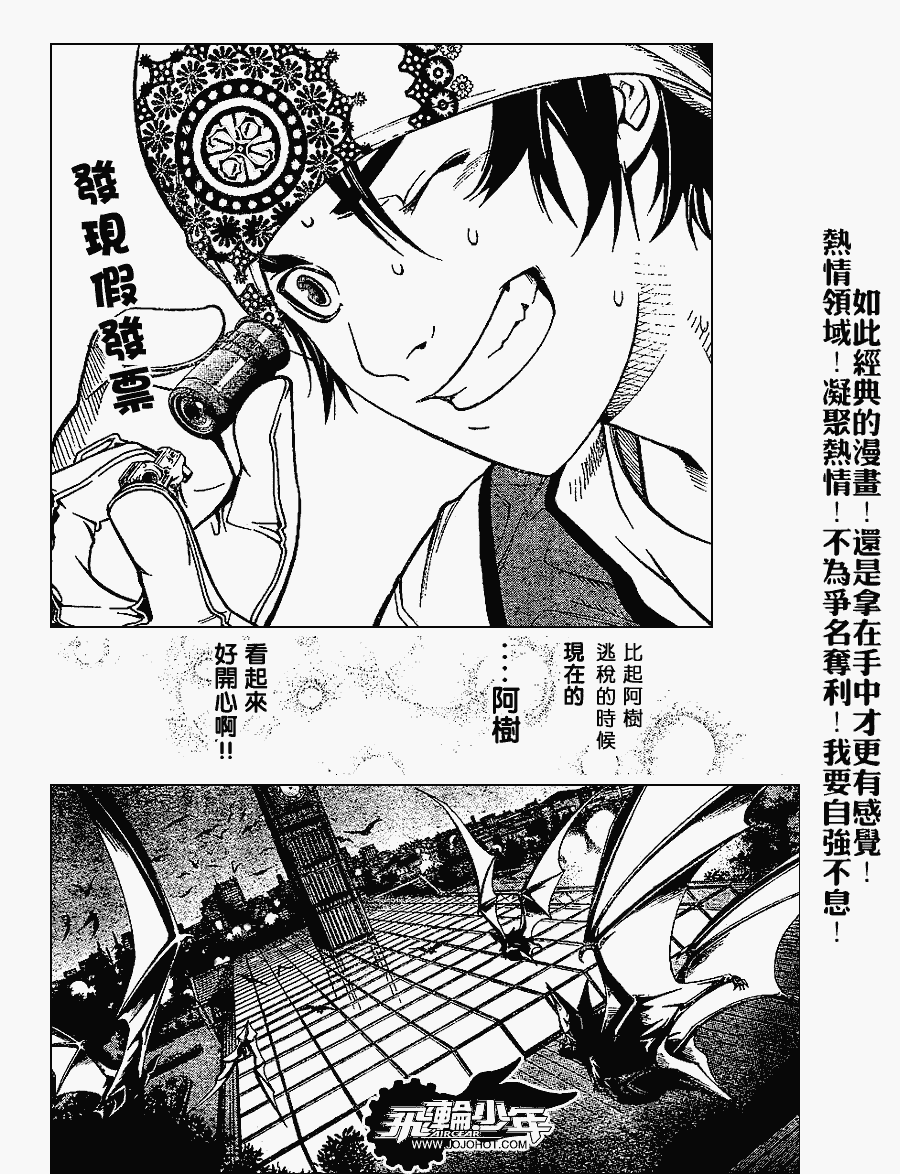 如此經典的漫畫！還是拿在手中才更有感覺！
熱情領域！凝聚熱情！不為爭名奪利！我要自強不息！
發現假發票
比起阿樹
逃稅的時候
現在的
…阿樹
看起來
好開心啊!!
飛輪少年
AIR GEAR
WWW.JOJOHOT.COM